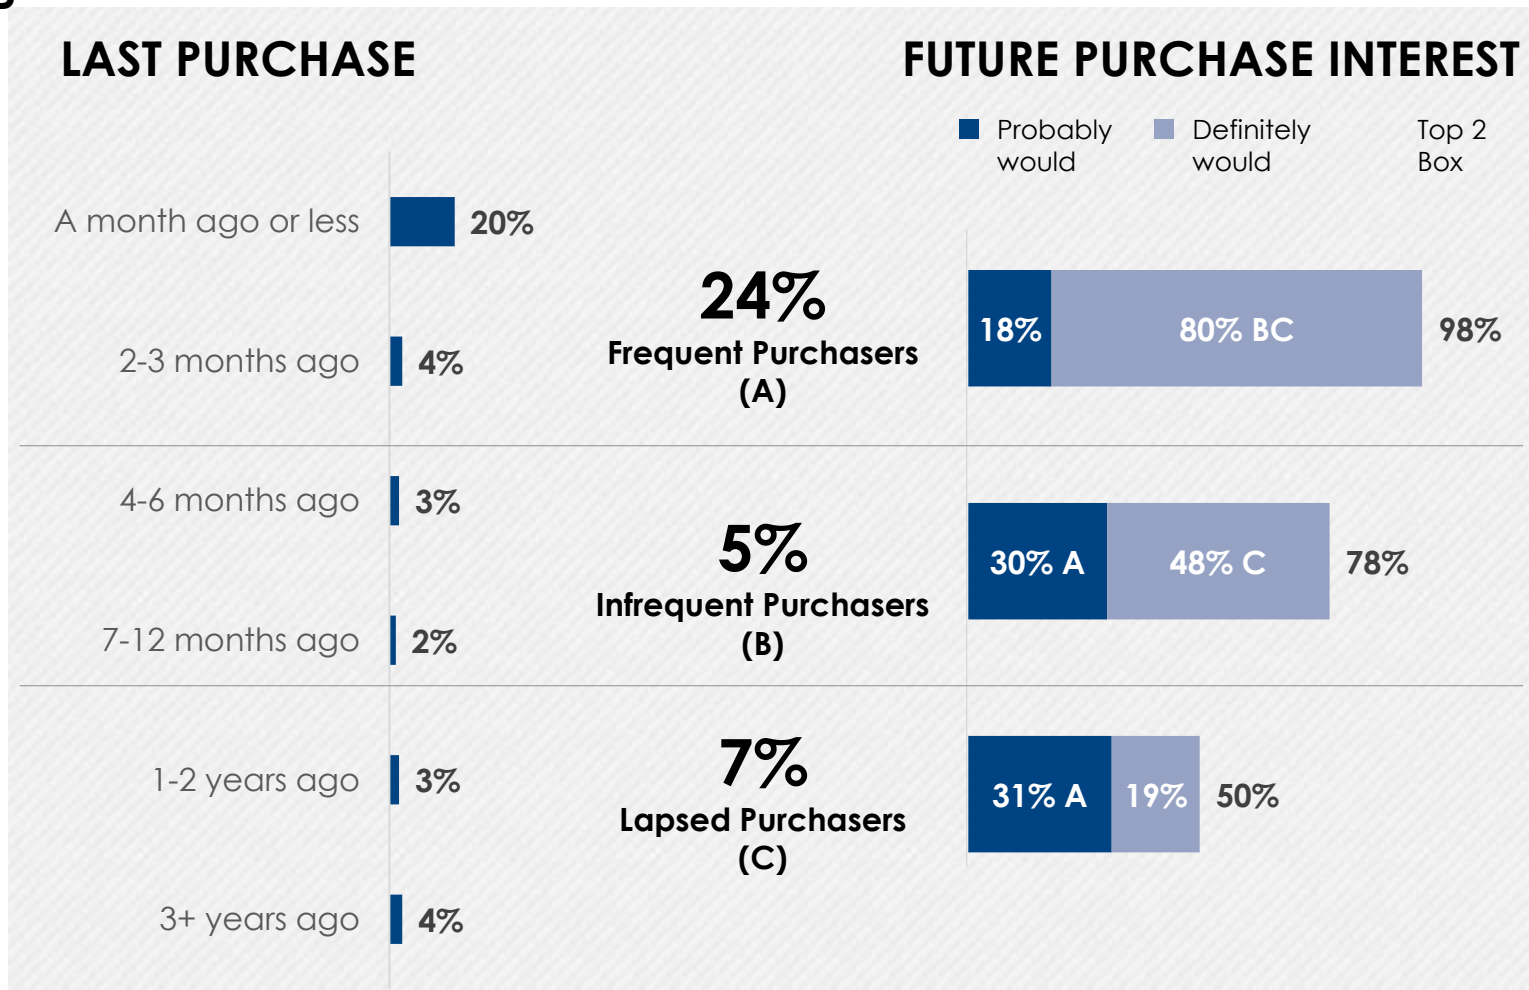 LAST PURCHASE
FUTURE PURCHASE INTEREST
Probably would
Definitely would
Top 2 Box
A month ago or less 20%
2-3 months ago 4%
24%
Frequent Purchasers
(A)
18% 80% BC 98%
4-6 months ago 3%
7-12 months ago 2%
5%
Infrequent Purchasers
(B)
30% A 48% C 78%
1-2 years ago 3%
3+ years ago 4%
7%
Lapsed Purchasers
(C)
31% A 19% 50%